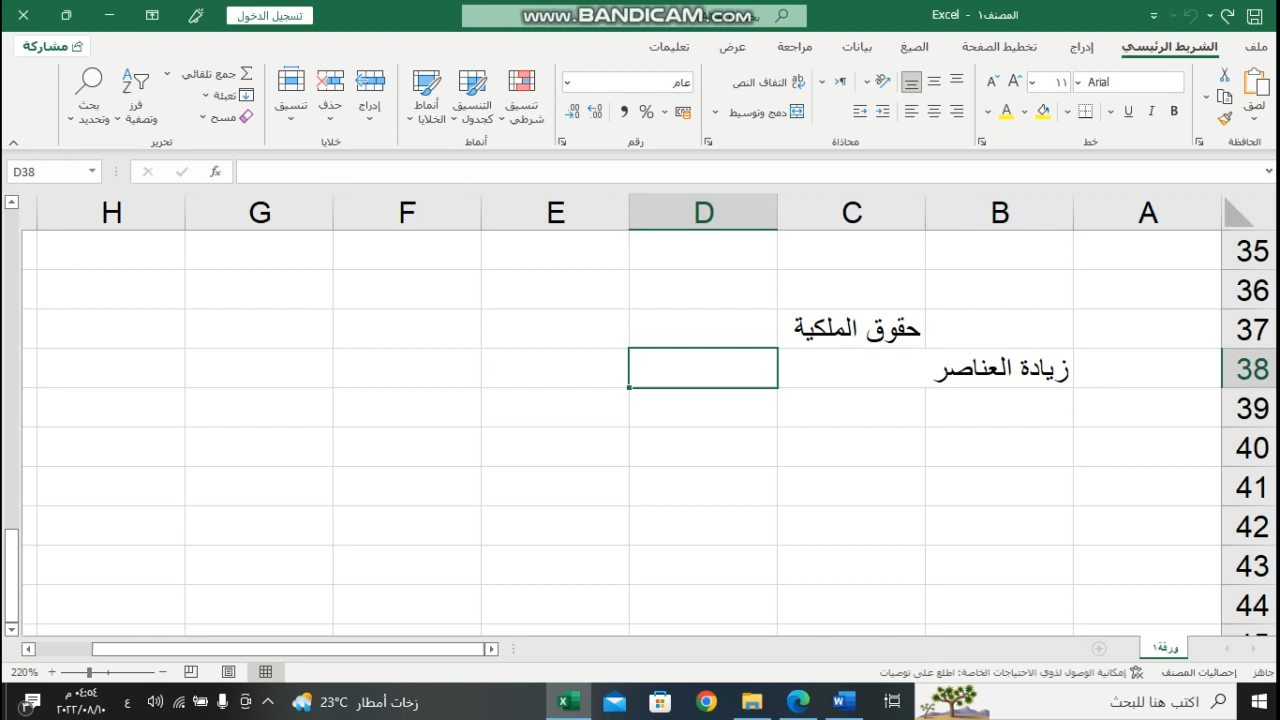 المصنف١ - Excel
www.BANDICAM.com
تسجيل الدخول
ملف الشريط الرئيسي إدراج تخطيط الصفحة الصيغ بيانات مراجعة عرض تعليمات مشاركة
لصق
الحافظة
Arial ١١
B I U
خط
التفاف النص
دمج وتوسيط
محاذاة
عام
رقم
تنسيق شرطي
التنسيق كجدول
أنماط الخلايا
أنماط
إدراج حذف تنسيق
خلايا
جمع تلقائي
تعبئة
مسح
فرز وتصفية
بحث وتحديد
تحرير
D38
fx
A B C D E F G H
35
36
37 حقوق الملكية
38 زيادة العناصر
39
40
41
42
43
44
ورقة١
جاهز إحصائيات المصنف إمكانية الوصول لذوي الاحتياجات الخاصة: اطلع على توصيات
220%
اكتب هنا للبحث
23°C زخات أمطار
ع
٠٤:٥٤ م
٢٠٢٢/٠٨/١٠